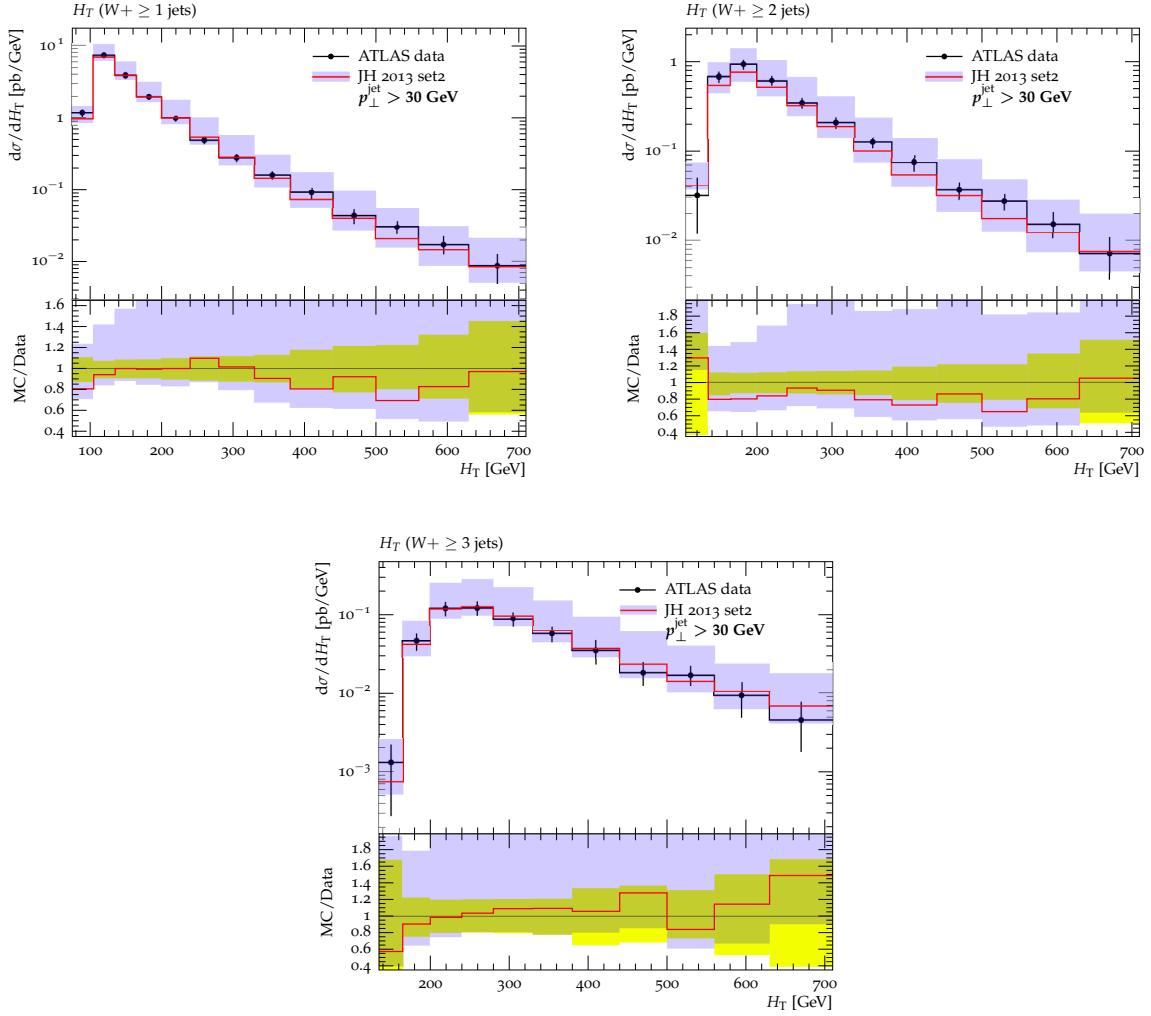 H_T (W+ ≥ 1 jets)
ATLAS data
JH 2013 set2
p_⊥^jet > 30 GeV
10^1
1
10^−1
10^−2
dσ/dH_T [pb/GeV]
1.6
1.4
1.2
1
0.8
0.6
0.4
MC/Data
100 200 300 400 500 600 700
H_T [GeV]
H_T (W+ ≥ 2 jets)
ATLAS data
JH 2013 set2
p_⊥^jet > 30 GeV
1
10^−1
10^−2
dσ/dH_T [pb/GeV]
1.8
1.6
1.4
1.2
1
0.8
0.6
0.4
MC/Data
200 300 400 500 600 700
H_T [GeV]
H_T (W+ ≥ 3 jets)
ATLAS data
JH 2013 set2
p_⊥^jet > 30 GeV
10^−1
10^−2
10^−3
dσ/dH_T [pb/GeV]
1.8
1.6
1.4
1.2
1
0.8
0.6
0.4
MC/Data
200 300 400 500 600 700
H_T [GeV]